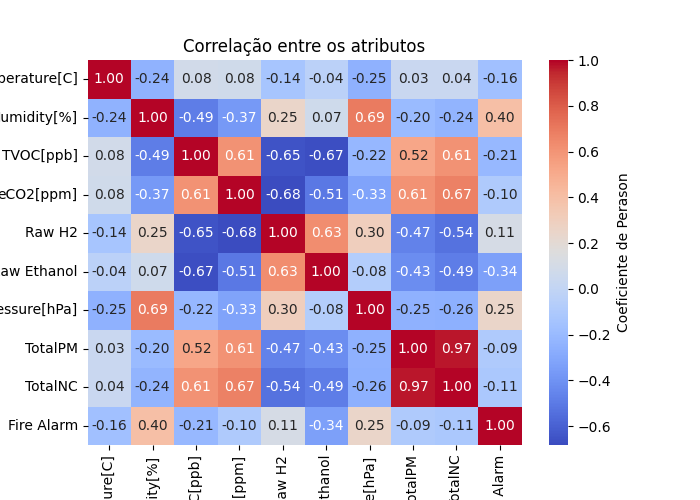 Correlação entre os atributos
perature[C] 1.00 -0.24 0.08 0.08 -0.14 -0.04 -0.25 0.03 0.04 -0.16
umidity[%] -0.24 1.00 -0.49 -0.37 0.25 0.07 0.69 -0.20 -0.24 0.40
TVOC[ppb] 0.08 -0.49 1.00 0.61 -0.65 -0.67 -0.22 0.52 0.61 -0.21
eCO2[ppm] 0.08 -0.37 0.61 1.00 -0.68 -0.51 -0.33 0.61 0.67 -0.10
Raw H2 -0.14 0.25 -0.65 -0.68 1.00 0.63 0.30 -0.47 -0.54 0.11
aw Ethanol -0.04 0.07 -0.67 -0.51 0.63 1.00 -0.08 -0.43 -0.49 -0.34
essure[hPa] -0.25 0.69 -0.22 -0.33 0.30 -0.08 1.00 -0.25 -0.26 0.25
TotalPM 0.03 -0.20 0.52 0.61 -0.47 -0.43 -0.25 1.00 0.97 -0.09
TotalNC 0.04 -0.24 0.61 0.67 -0.54 -0.49 -0.26 0.97 1.00 -0.11
Fire Alarm -0.16 0.40 -0.21 -0.10 0.11 -0.34 0.25 -0.09 -0.11 1.00
ure[C]
ity[%]
C[ppb]
[ppm]
aw H2
thanol
e[hPa]
otalPM
otalNC
Alarm
1.0
0.8
0.6
0.4
0.2
0.0
−0.2
−0.4
−0.6
Coeficiente de Perason